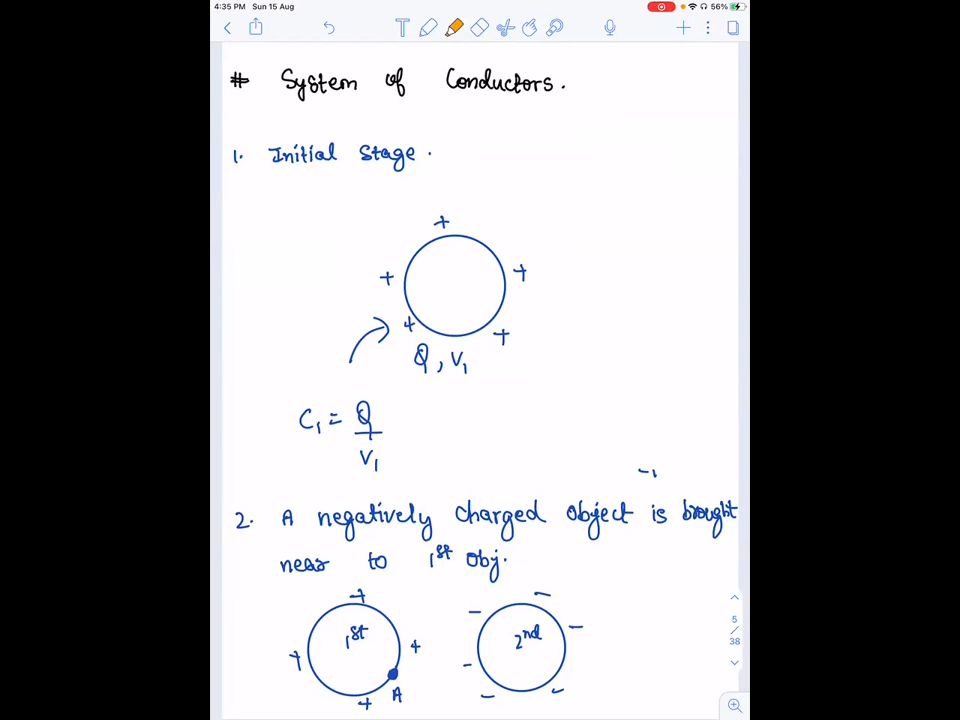 4:35 PM Sun 15 Aug 56%
# System of Conductors.
1. Initial Stage.
+
+ +
+ +
Q, V1
C1 = Q
V1
2. A negatively charged object is brought
near to 1st obj.
+ -
- -
1st 2nd
+ + -
A
+ - -
5
/
38